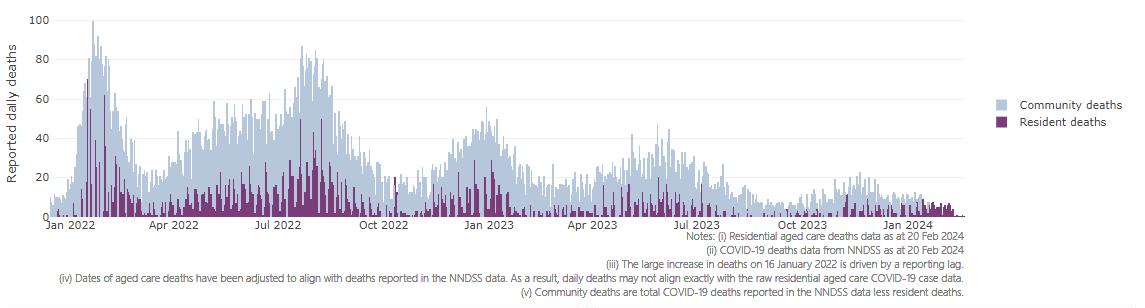 100
80
60
40
20
0
Reported daily deaths
Jan 2022
Apr 2022
Jul 2022
Oct 2022
Jan 2023
Apr 2023
Jul 2023
Oct 2023
Jan 2024
Community deaths
Resident deaths
Notes: (i) Residential aged care deaths data as at 20 Feb 2024
(ii) COVID-19 deaths data from NNDSS as at 20 Feb 2024
(iii) The large increase in deaths on 16 January 2022 is driven by a reporting lag.
(iv) Dates of aged care deaths have been adjusted to align with deaths reported in the NNDSS data. As a result, daily deaths may not align exactly with the raw residential aged care COVID-19 case data.
(v) Community deaths are total COVID-19 deaths reported in the NNDSS data less resident deaths.